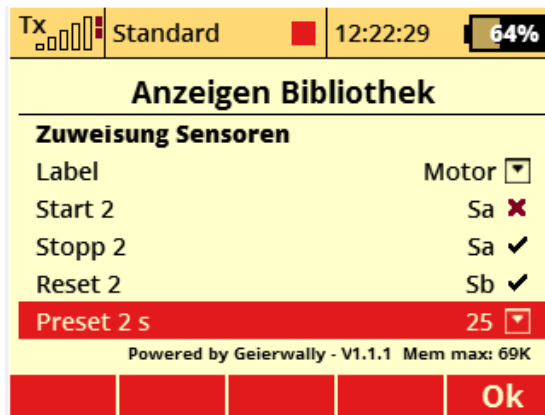 Tx Standard 12:22:29 64%
Anzeigen Bibliothek
Zuweisung Sensoren
Label Motor
Start 2 Sa
Stopp 2 Sa
Reset 2 Sb
Preset 2 s 25
Powered by Geierwally - V1.1.1 Mem max: 69K
Ok